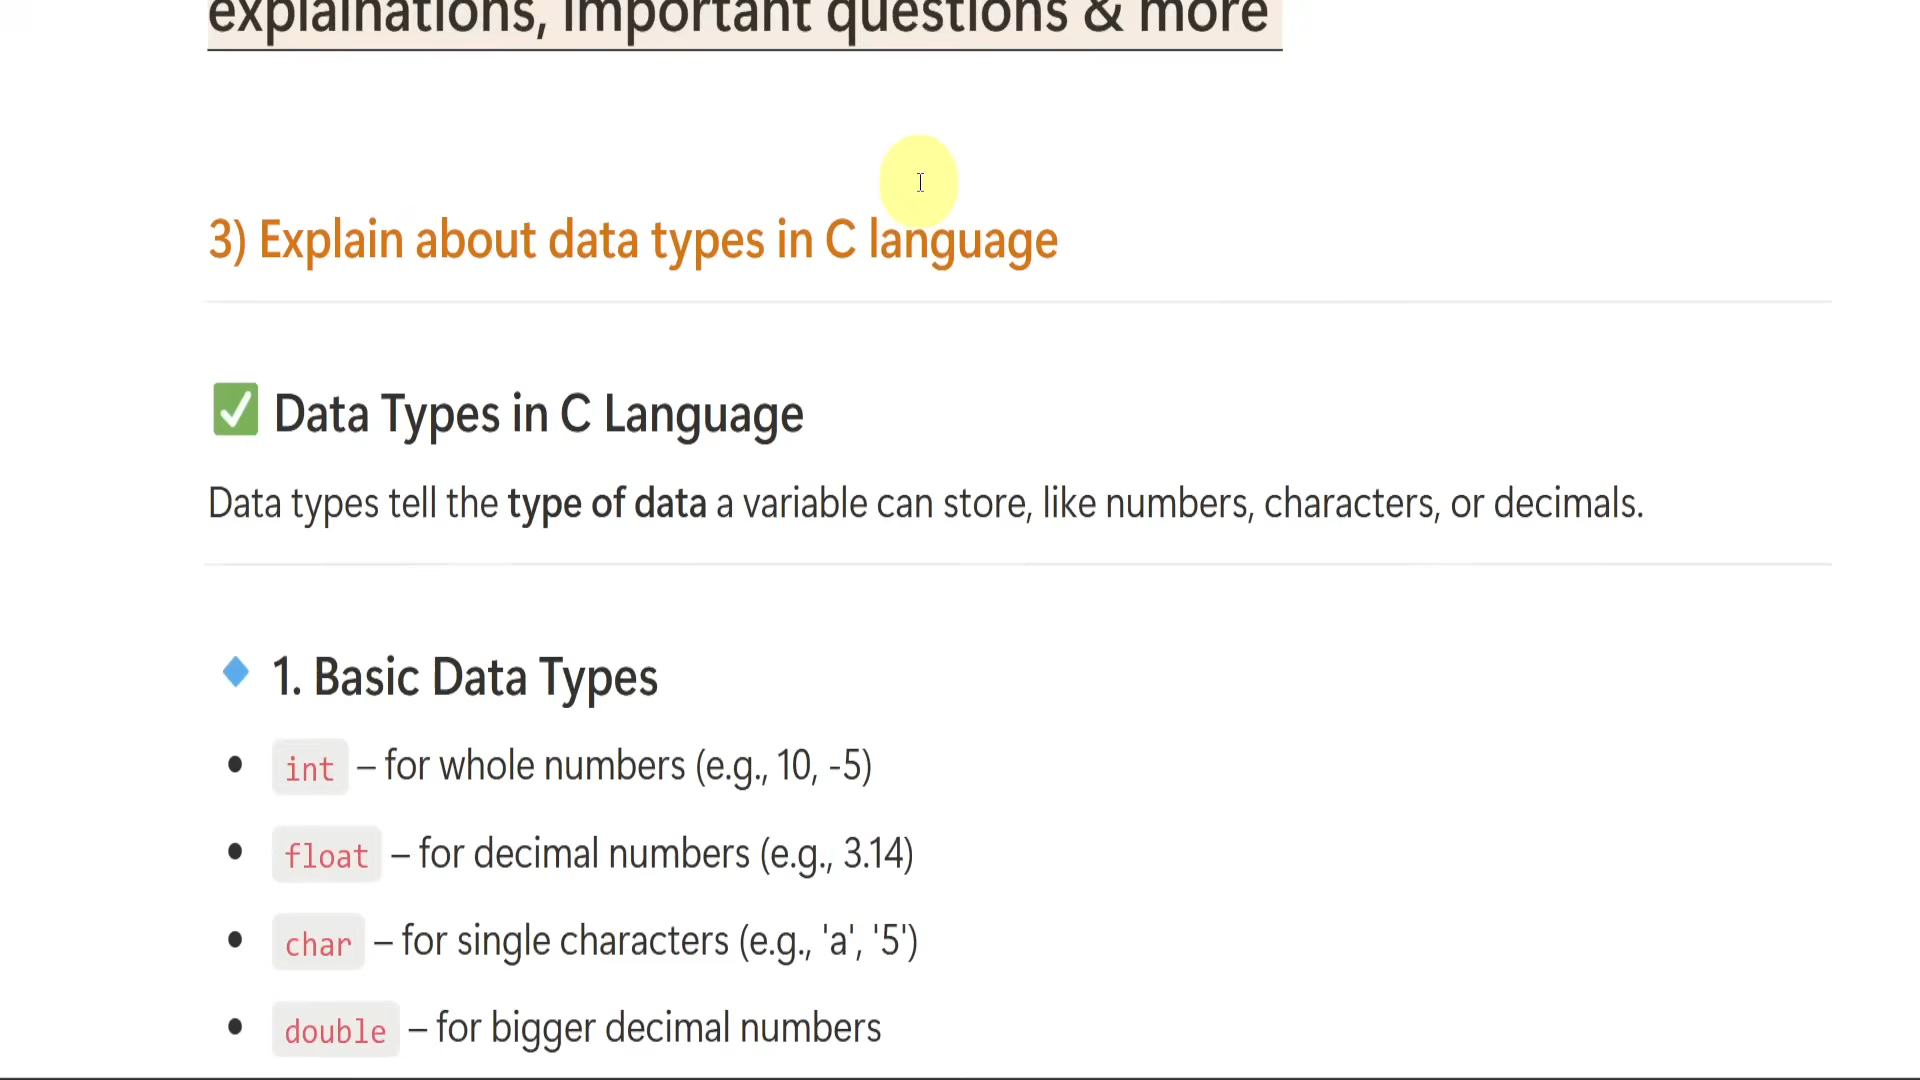 explainations, important questions & more
3) Explain about data types in C language
✅ Data Types in C Language
Data types tell the type of data a variable can store, like numbers, characters, or decimals.
🔹 1. Basic Data Types
• int – for whole numbers (e.g., 10, -5)
• float – for decimal numbers (e.g., 3.14)
• char – for single characters (e.g., 'a', '5')
• double – for bigger decimal numbers